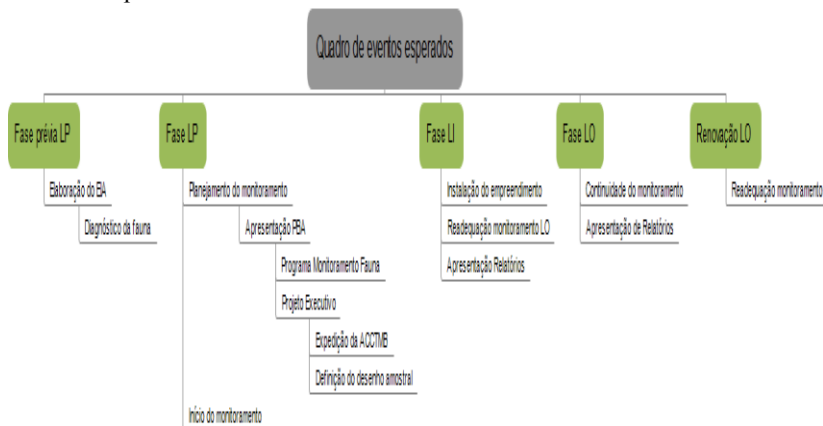 Quadro de eventos esperados
Fase prévia LP
Elaboração do EIA
Diagnóstico da fauna
Fase LP
Planejamento do monitoramento
Apresentação PBA
Programa Monitoramento Fauna
Projeto Executivo
Expedição da ACCTMB
Definição do desenho amostral
Início do monitoramento
Fase LI
Instalação do empreendimento
Readequação monitoramento LO
Apresentação Relatórios
Fase LO
Continuidade do monitoramento
Apresentação de Relatórios
Renovação LO
Readequação monitoramento